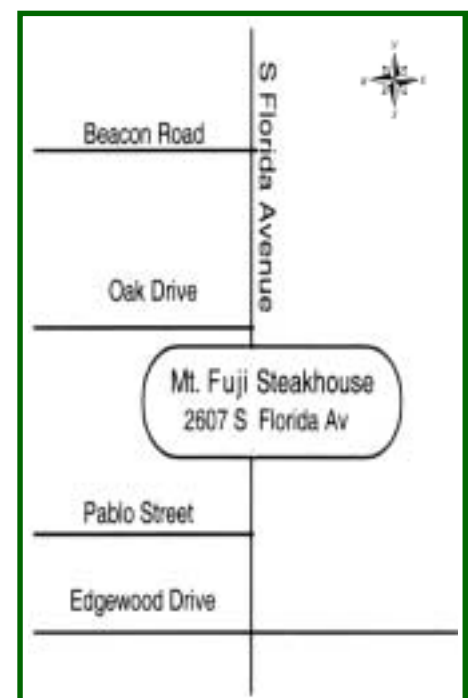 S Florida Avenue
Beacon Road
Oak Drive
Mt. Fuji Steakhouse
2607 S Florida Av
Pablo Street
Edgewood Drive